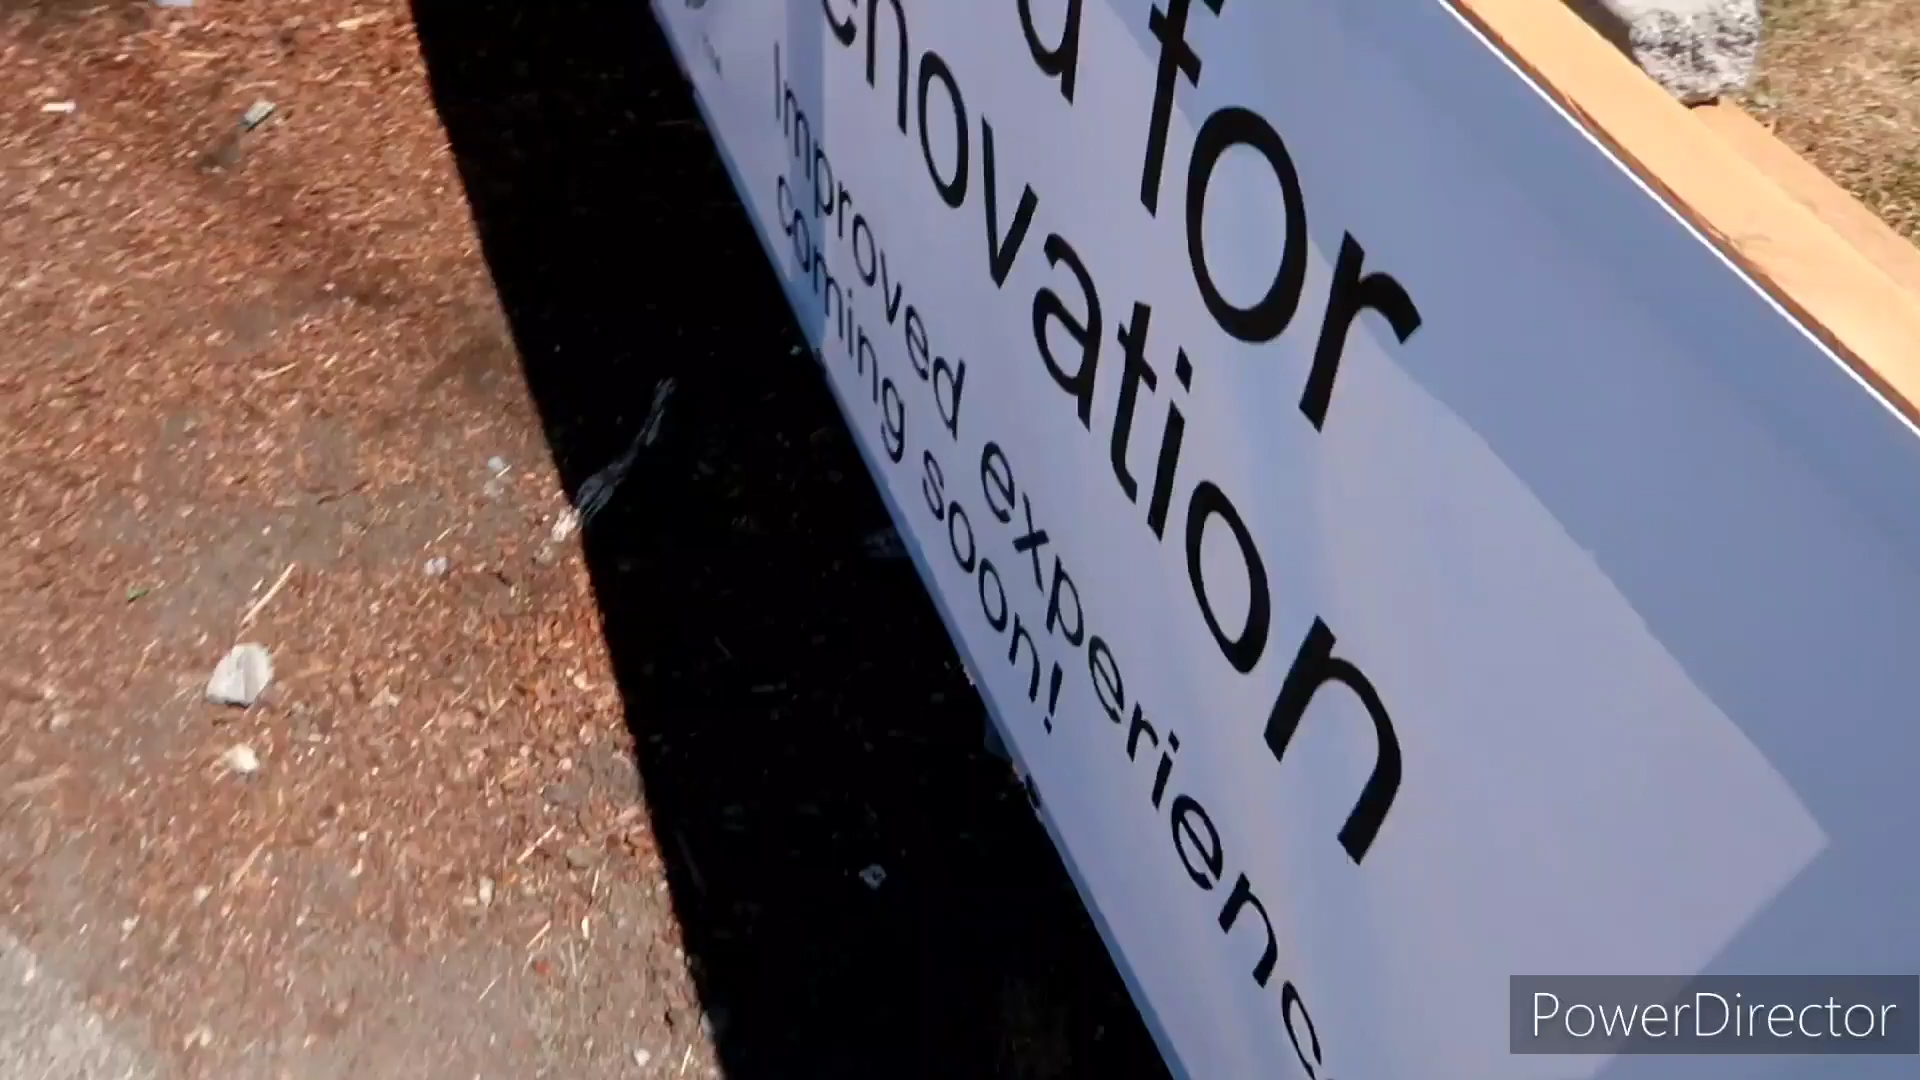 for
enovation
Improved experienc
coming soon!
PowerDirector